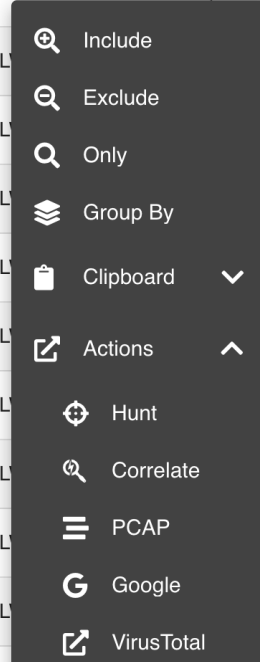 Include
Exclude
Only
Group By
Clipboard
Actions
Hunt
Correlate
PCAP
Google
VirusTotal